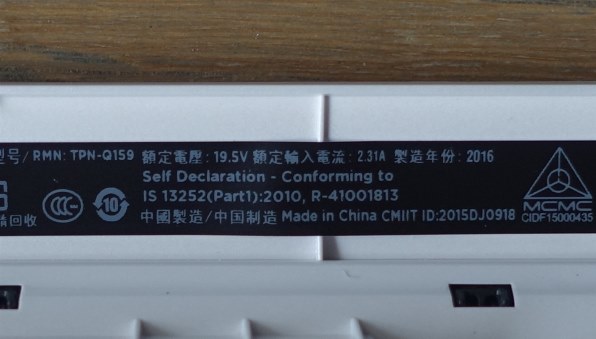 型号/ RMN: TPN-Q159 額定電壓: 19.5V 額定輸入電流: 2.31A 製造年份: 2016
Self Declaration - Conforming to
IS 13252(Part1):2010, R-41001813
回收 CCC 10 中國製造/中国制造 Made in China CMIIT ID:2015DJ0918
MCMC
CIDF15000435